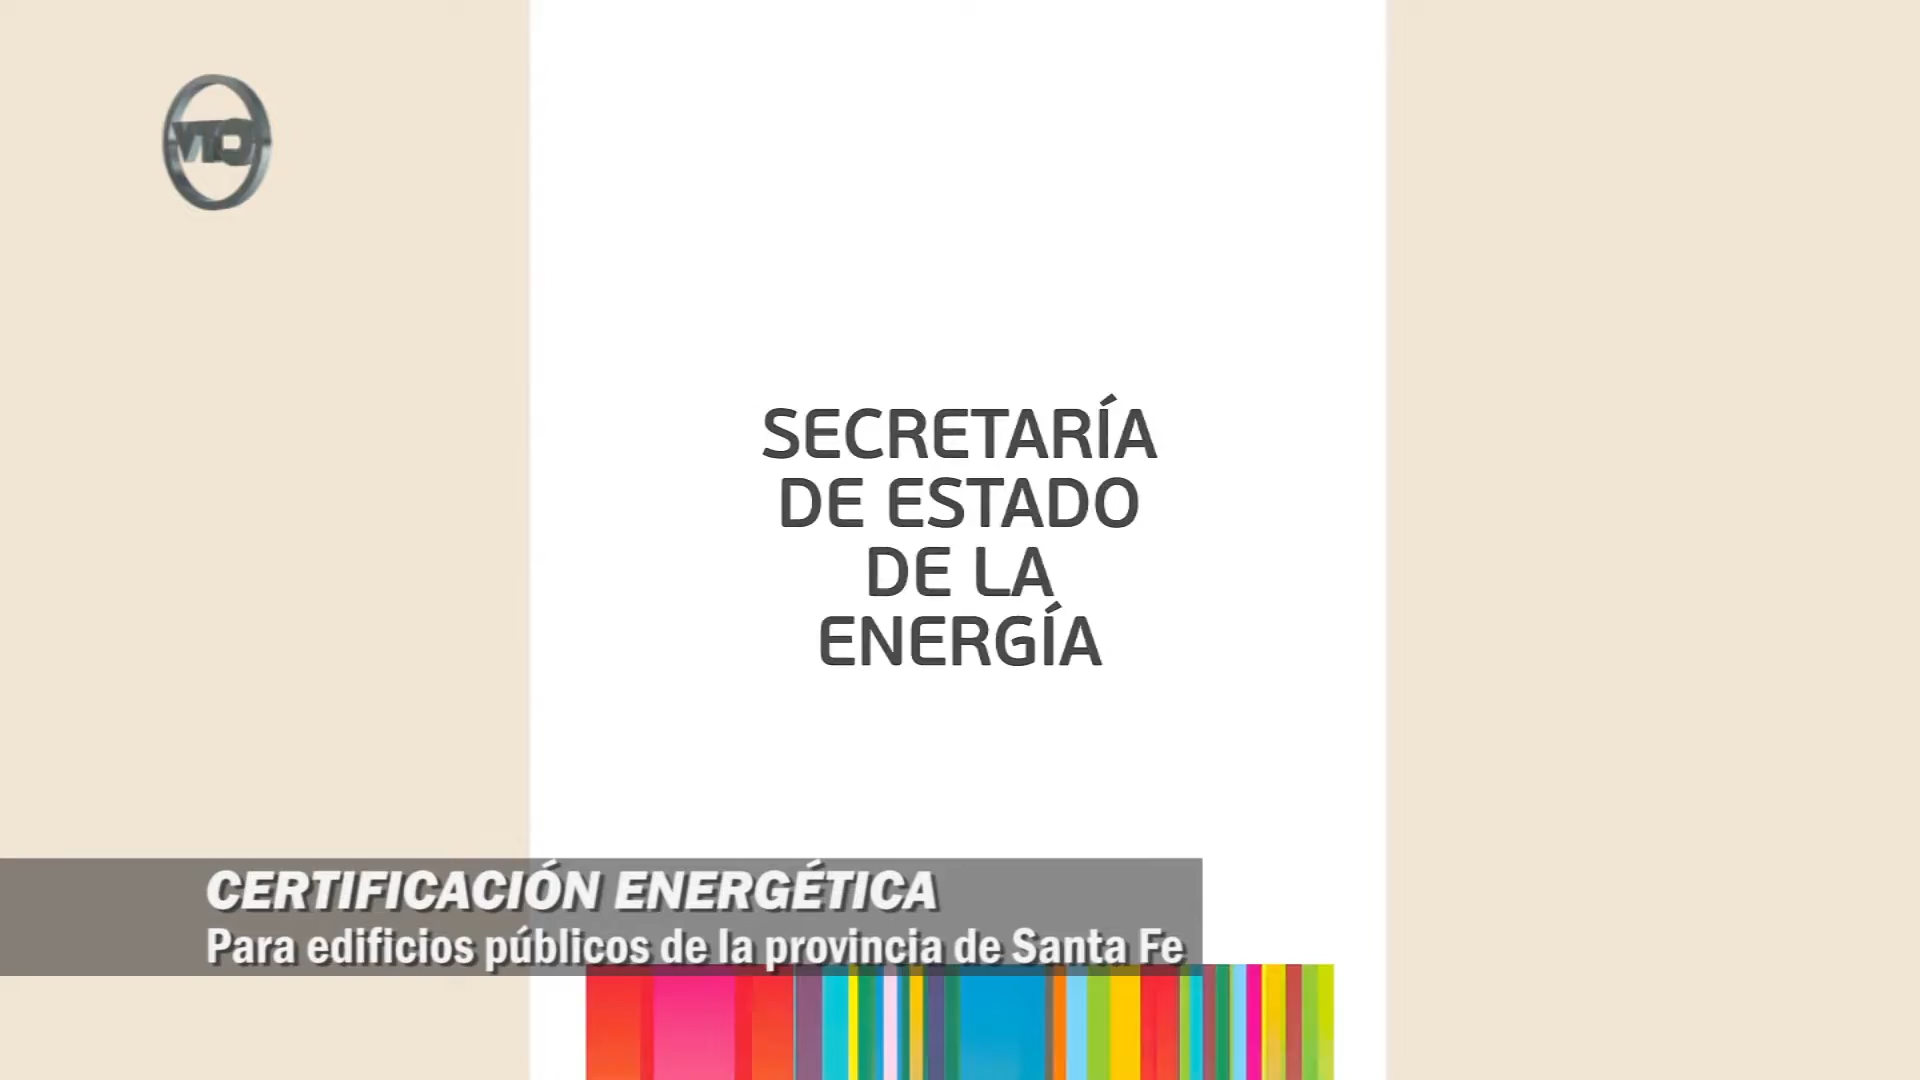 SECRETARÍA
DE ESTADO
DE LA
ENERGÍA
CERTIFICACIÓN ENERGÉTICA
Para edificios públicos de la provincia de Santa Fe